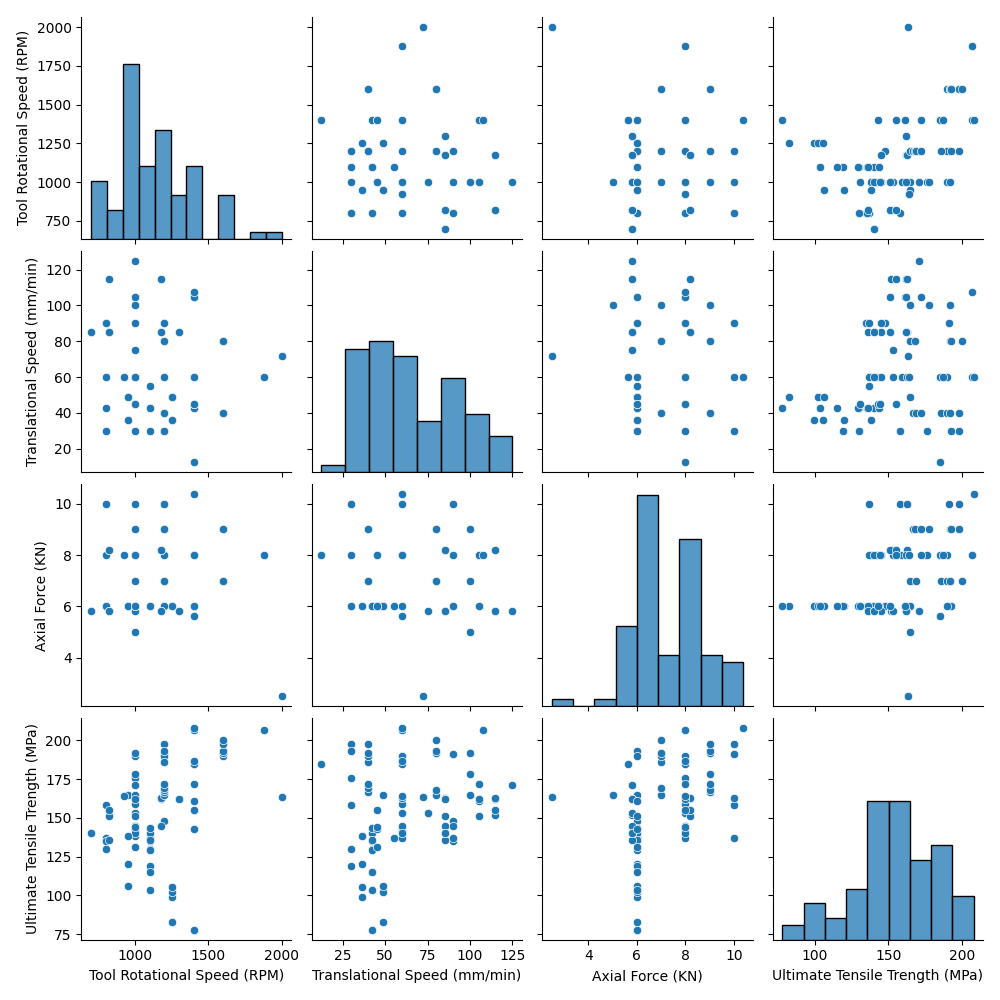 Tool Rotational Speed (RPM)
2000
1750
1500
1250
1000
750
Translational Speed (mm/min)
120
100
80
60
40
20
Axial Force (KN)
10
8
6
4
Ultimate Tensile Trength (MPa)
200
175
150
125
100
75
1000 1500 2000
25 50 75 100 125
4 6 8 10
100 150 200
Tool Rotational Speed (RPM) Translational Speed (mm/min) Axial Force (KN) Ultimate Tensile Trength (MPa)